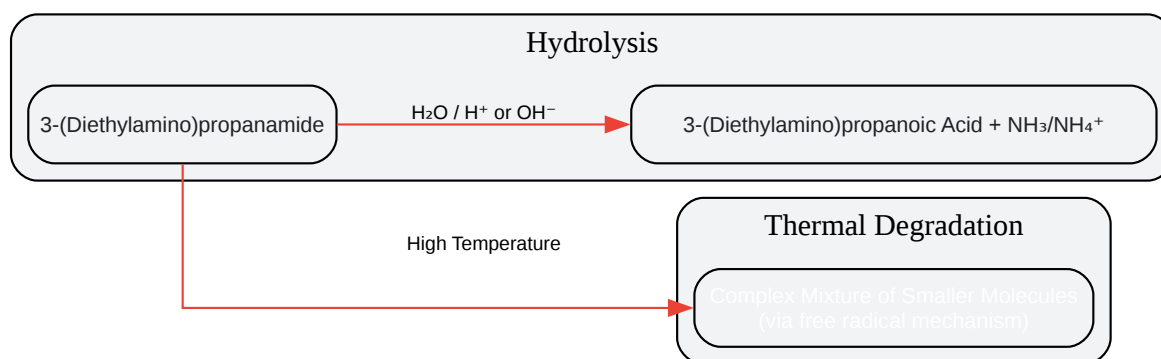 Hydrolysis
3-(Diethylamino)propanamide
H₂O / H⁺ or OH⁻
3-(Diethylamino)propanoic Acid + NH₃/NH₄⁺
Thermal Degradation
High Temperature
Complex Mixture of Smaller Molecules
(via free radical mechanism)